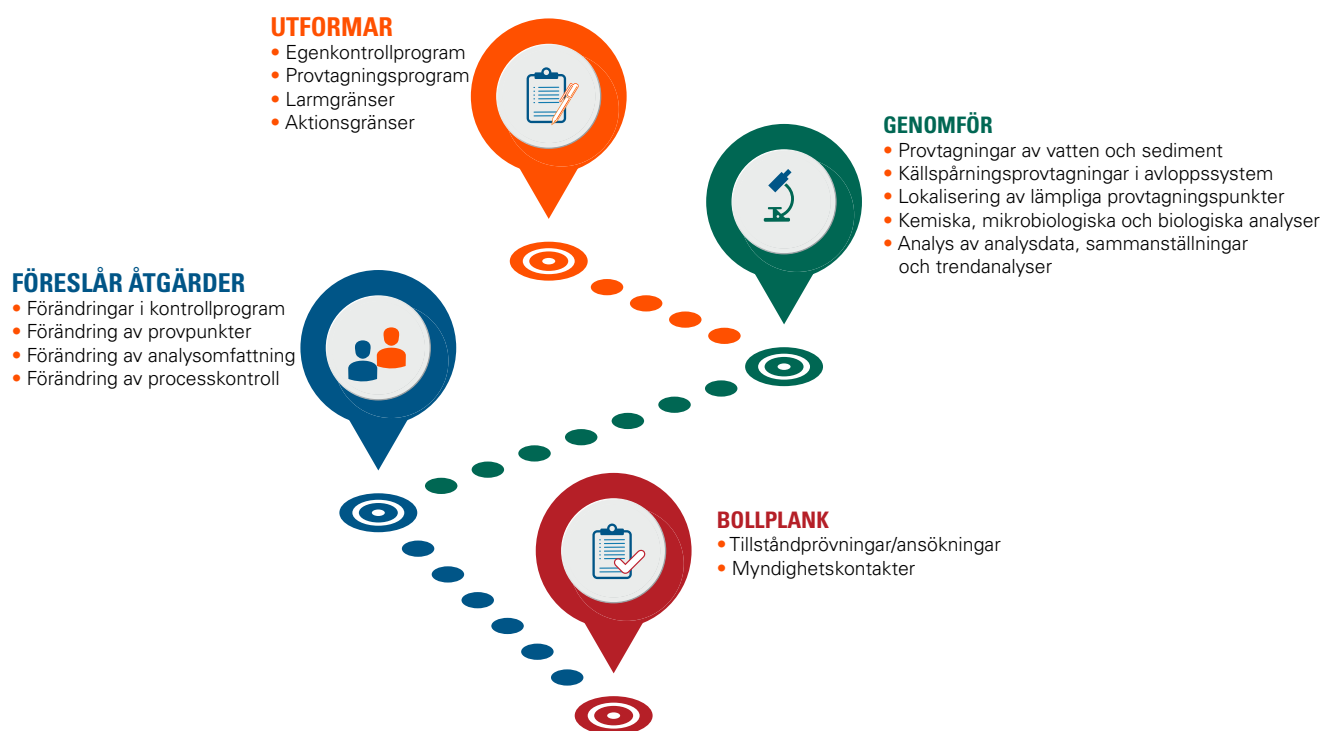 UTFORMAR
• Egenkontrollprogram
• Provtagningsprogram
• Larmgränser
• Aktionsgränser
GENOMFÖR
• Provtagningar av vatten och sediment
• Källspårningsprovtagningar i avloppssystem
• Lokalisering av lämpliga provtagningspunkter
• Kemiska, mikrobiologiska och biologiska analyser
• Analys av analysdata, sammanställningar
och trendanalyser
FÖRESLÅR ÅTGÄRDER
• Förändringar i kontrollprogram
• Förändring av provpunkter
• Förändring av analysomfattning
• Förändring av processkontroll
BOLLPLANK
• Tillståndprövningar/ansökningar
• Myndighetskontakter